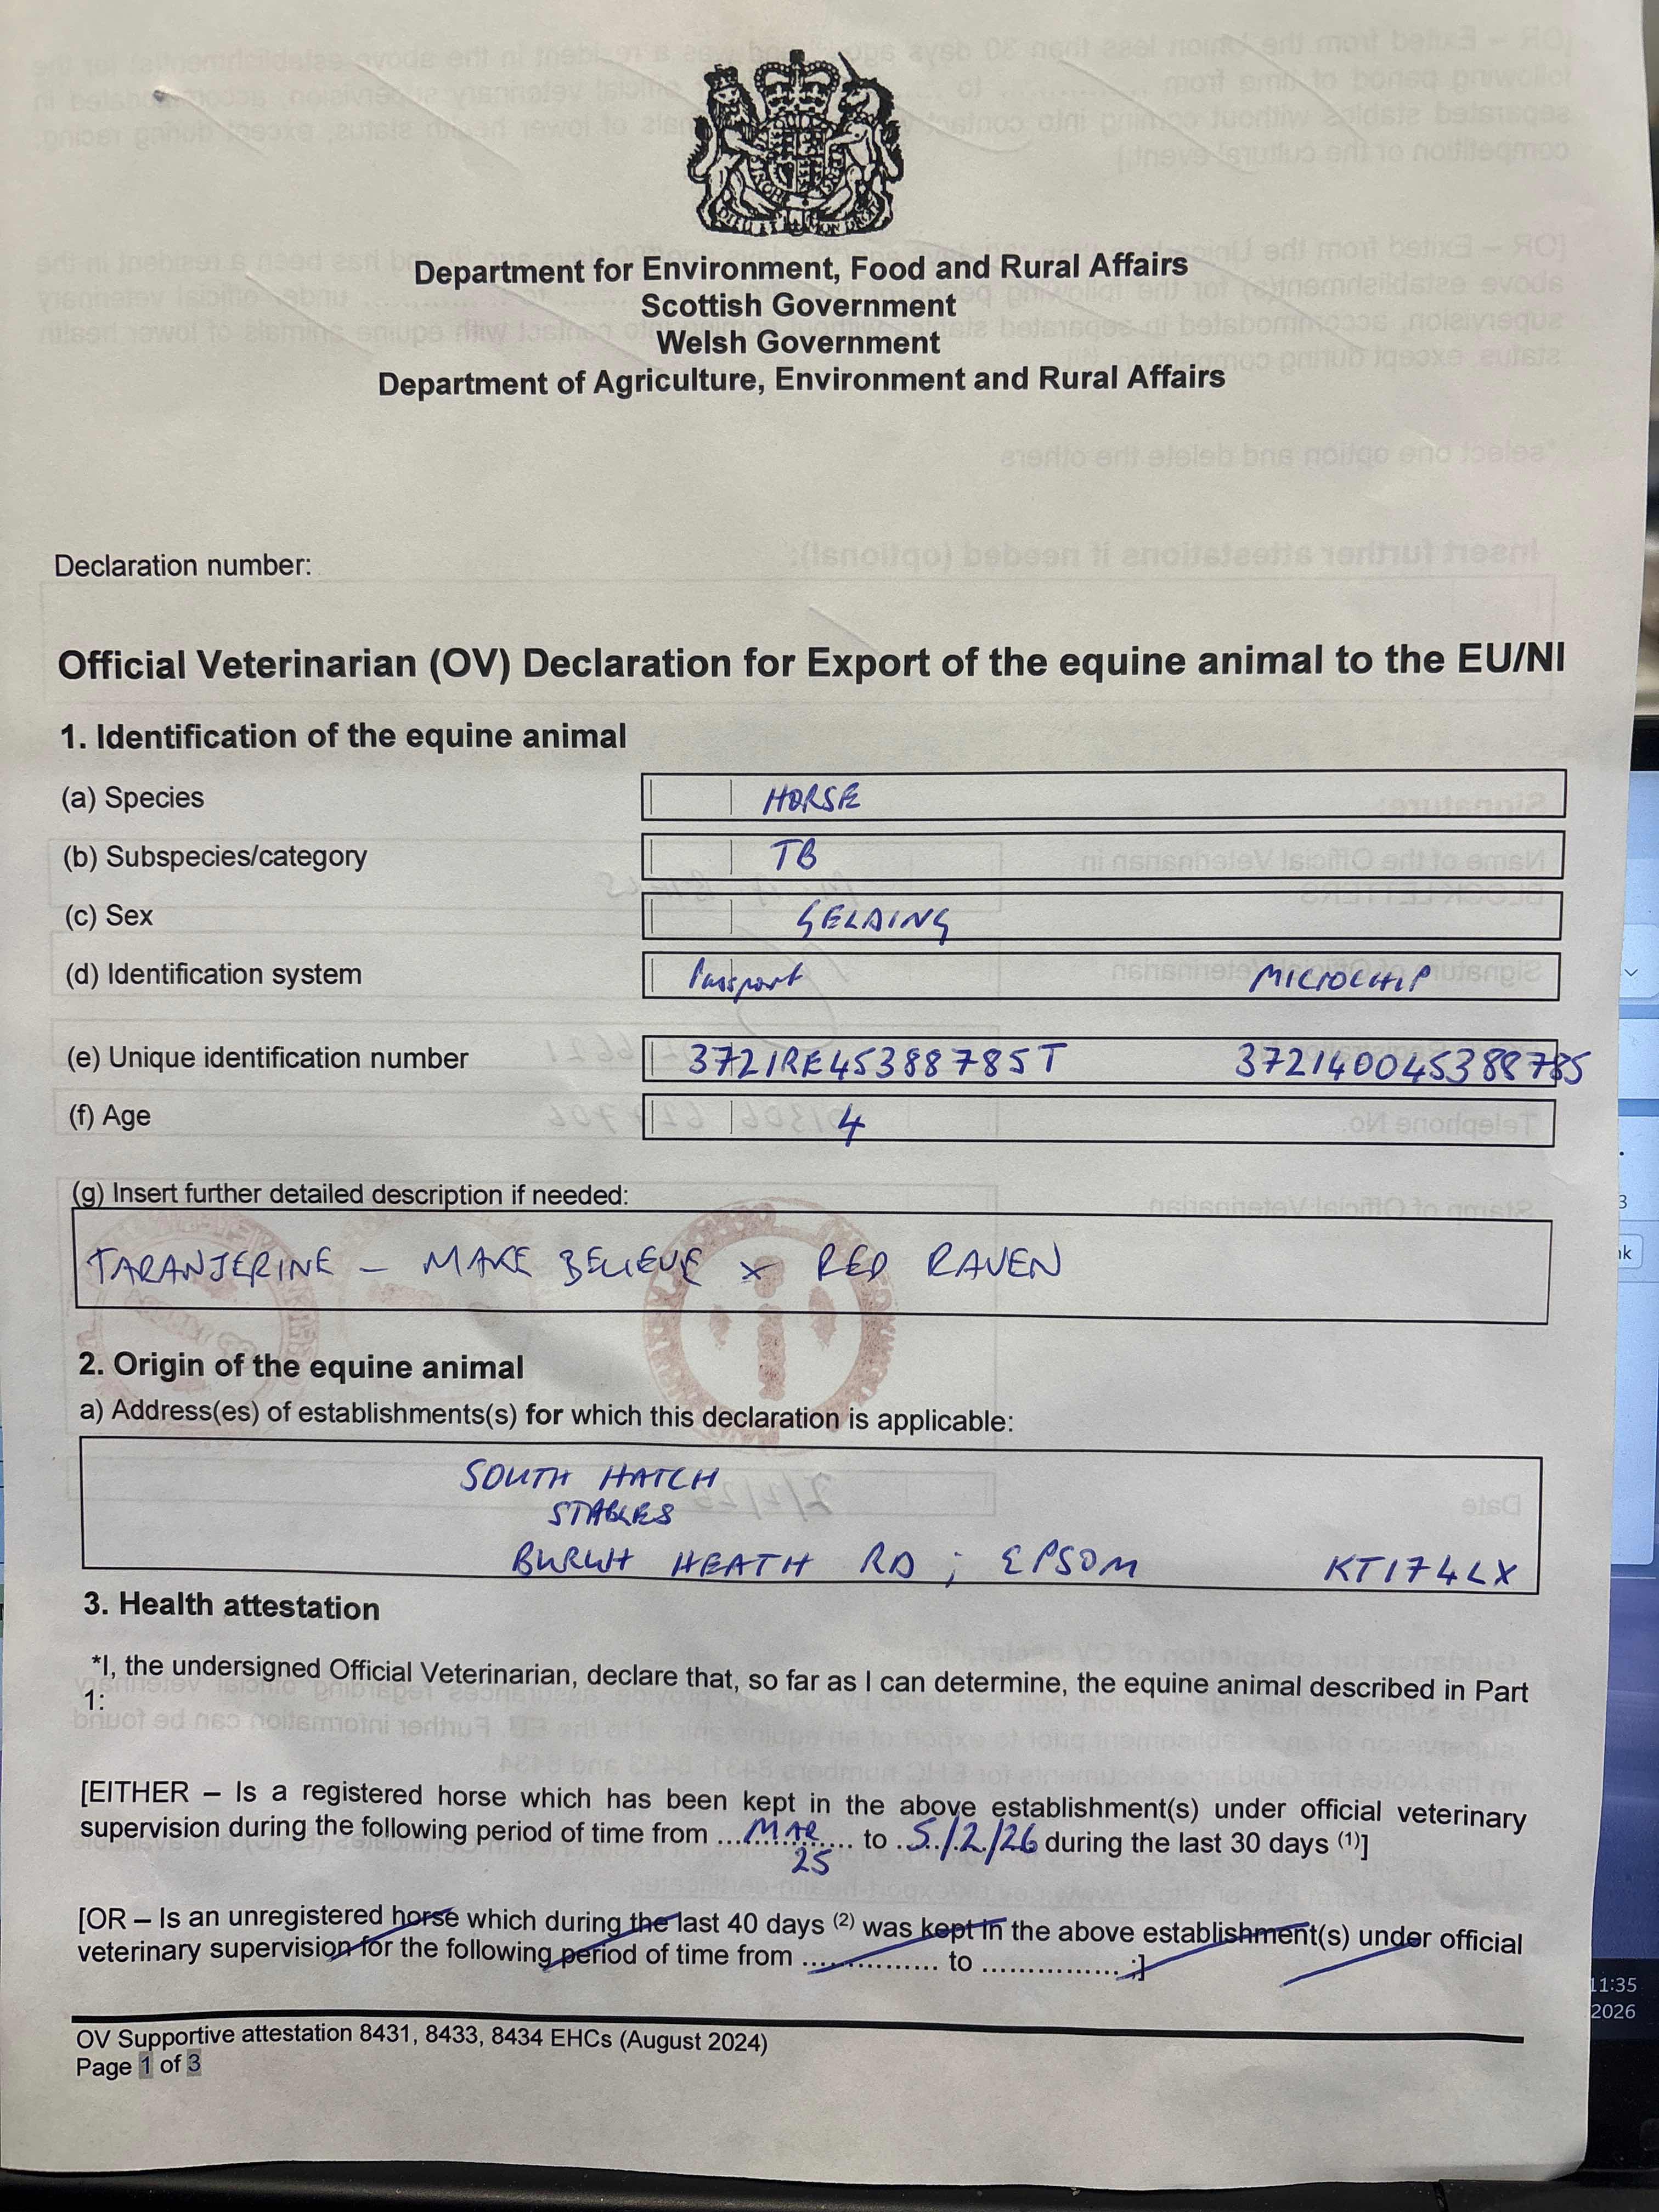 DIEU ET MON DROIT
Department for Environment, Food and Rural Affairs
Scottish Government
Welsh Government
Department of Agriculture, Environment and Rural Affairs
Declaration number:
Official Veterinarian (OV) Declaration for Export of the equine animal to the EU/NI
1. Identification of the equine animal
(a) Species HORSE
(b) Subspecies/category TB
(c) Sex GELDING
(d) Identification system Passport MICROCHIP
(e) Unique identification number 372IRE45388785T 372140045388785
(f) Age 4
(g) Insert further detailed description if needed:
TARANJERINE – MAKE BELIEVE x RED RAVEN
2. Origin of the equine animal
a) Address(es) of establishments(s) for which this declaration is applicable:
SOUTH HATCH
STABLES
BURGH HEATH RD ; EPSOM KT174LX
3. Health attestation
*I, the undersigned Official Veterinarian, declare that, so far as I can determine, the equine animal described in Part
1:
[EITHER – Is a registered horse which has been kept in the above establishment(s) under official veterinary
supervision during the following period of time from ...MAR 25... to ..5/2/26 during the last 30 days (1)]
[OR – Is an unregistered horse which during the last 40 days (2) was kept in the above establishment(s) under official
veterinary supervision for the following period of time from ............... to ............... ;]
OV Supportive attestation 8431, 8433, 8434 EHCs (August 2024)
Page 1 of 3
11:35
2026